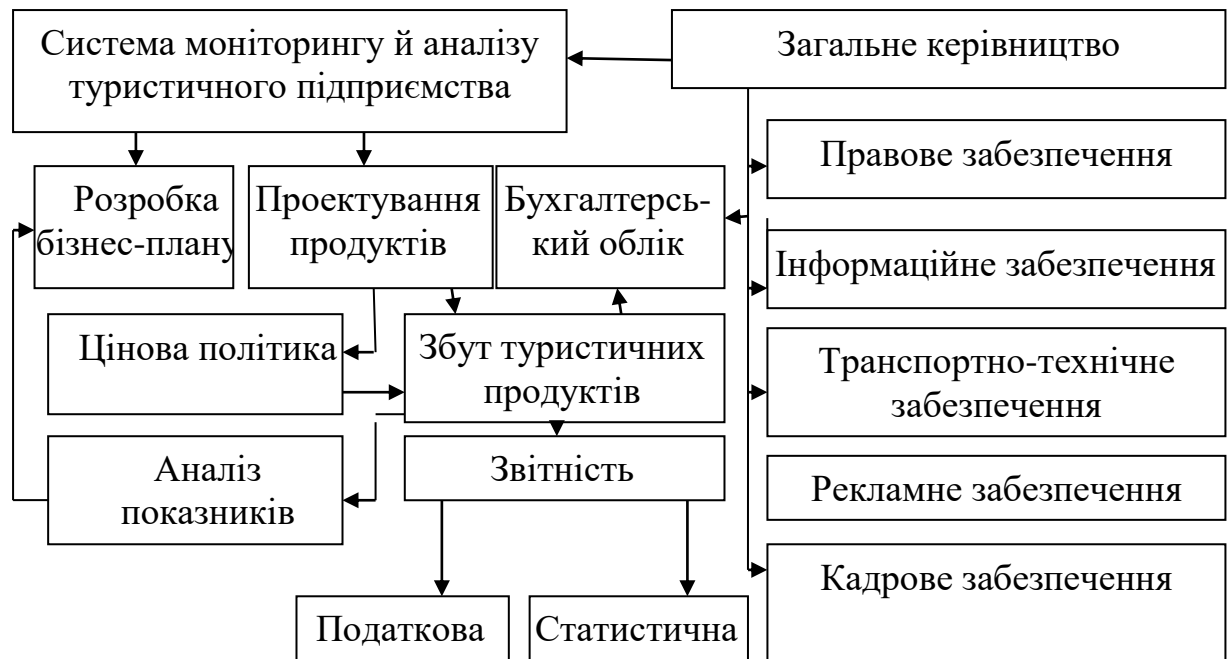 Система моніторингу й аналізу
туристичного підприємства
Загальне керівництво
Розробка
бізнес-плану
Проектування
продуктів
Бухгалтерсь-
кий облік
Правове забезпечення
Інформаційне забезпечення
Цінова політика
Збут туристичних
продуктів
Транспортно-технічне
забезпечення
Аналіз
показників
Звітність
Рекламне забезпечення
Кадрове забезпечення
Податкова
Статистична